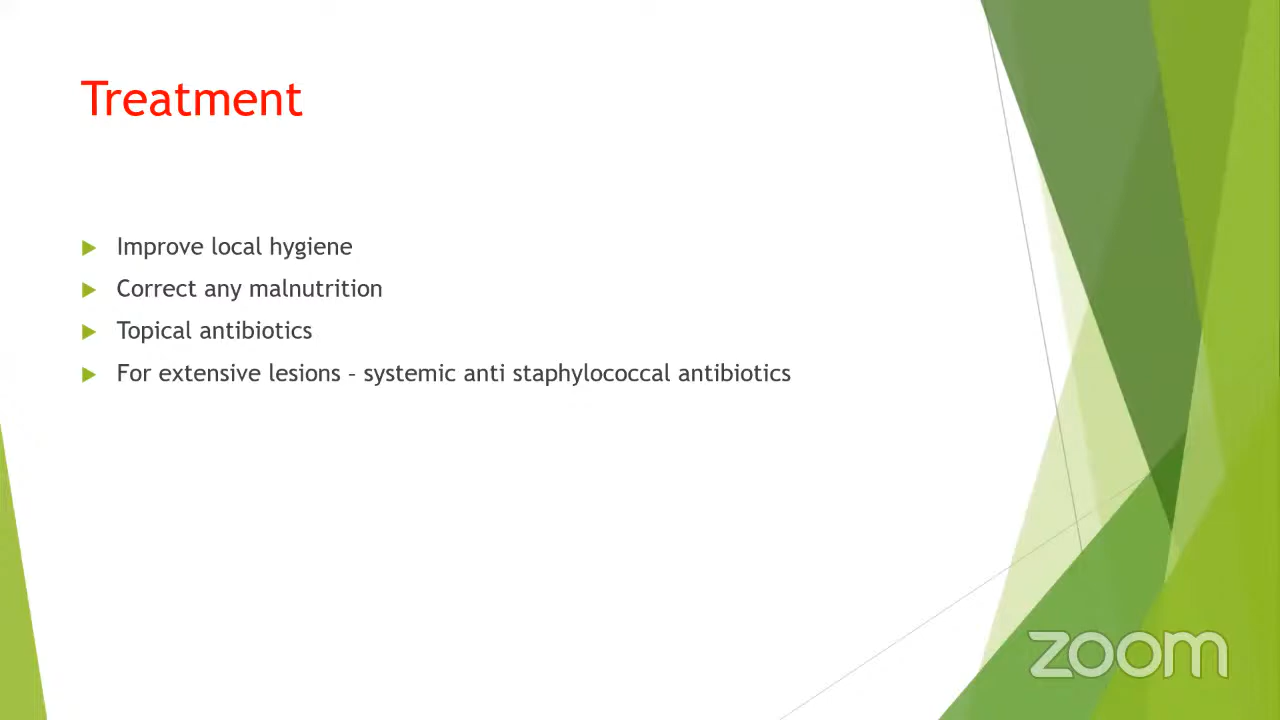 Treatment
Improve local hygiene
Correct any malnutrition
Topical antibiotics
For extensive lesions – systemic anti staphylococcal antibiotics
zoom